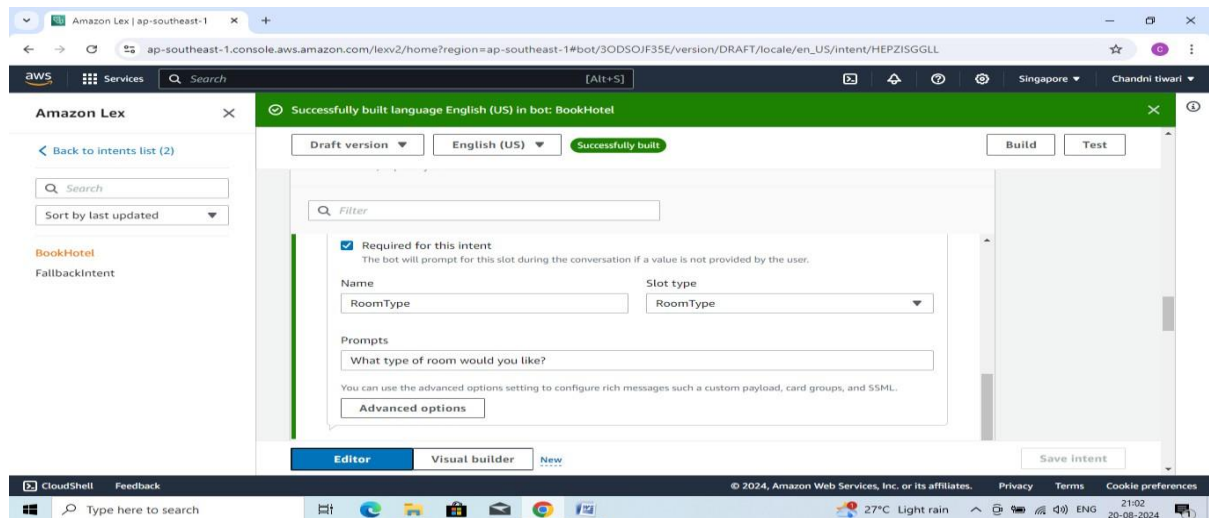 Amazon Lex | ap-southeast-1
ap-southeast-1.console.aws.amazon.com/lexv2/home?region=ap-southeast-1#bot/3ODSOJF35E/version/DRAFT/locale/en_US/intent/HEPZISGGLL
C
aws Services Search [Alt+S] Singapore Chandni tiwari
Amazon Lex
Successfully built language English (US) in bot: BookHotel
Back to intents list (2)
Draft version English (US) Successfully built Build Test
Search
Sort by last updated
Filter
BookHotel
FallbackIntent
Required for this intent
The bot will prompt for this slot during the conversation if a value is not provided by the user.
Name Slot type
RoomType RoomType
Prompts
What type of room would you like?
You can use the advanced options setting to configure rich messages such a custom payload, card groups, and SSML.
Advanced options
Editor Visual builder New Save intent
CloudShell Feedback © 2024, Amazon Web Services, Inc. or its affiliates. Privacy Terms Cookie preferences
Type here to search 27°C Light rain ENG 21:02
20-08-2024